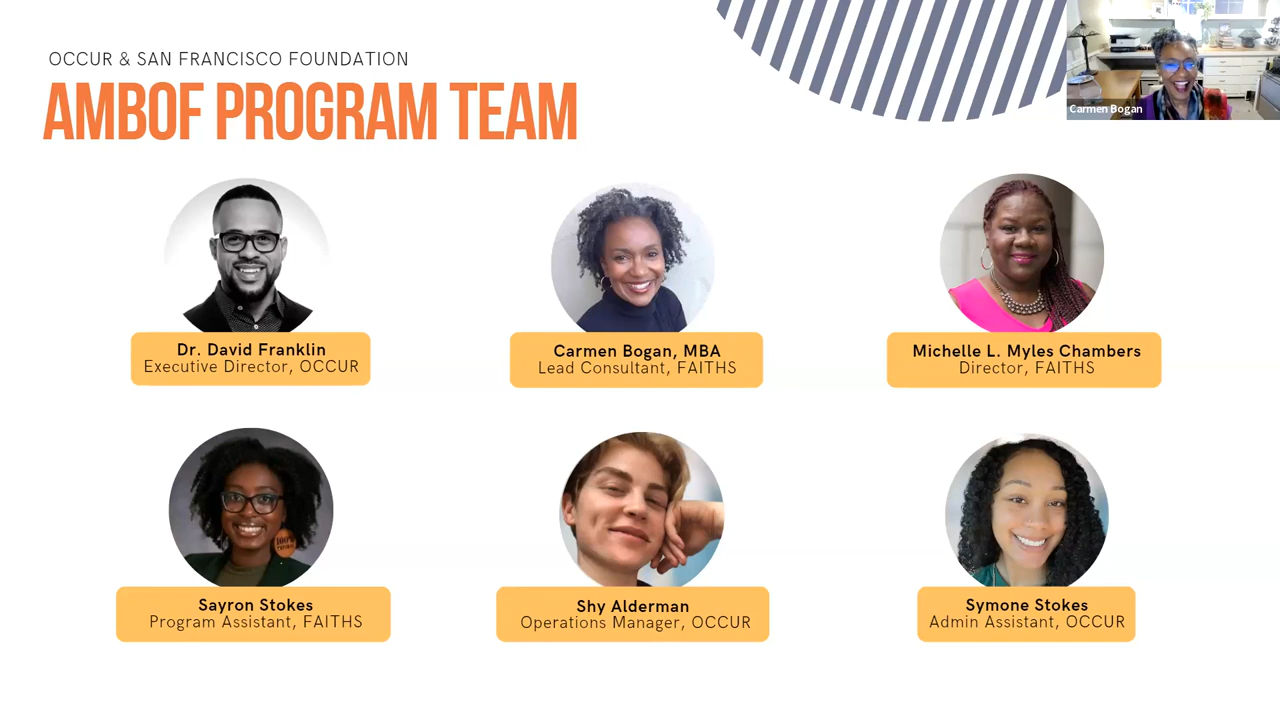 OCCUR & SAN FRANCISCO FOUNDATION
AMBOF PROGRAM TEAM
Carmen Bogan
Dr. David Franklin
Executive Director, OCCUR
Carmen Bogan, MBA
Lead Consultant, FAITHS
Michelle L. Myles Chambers
Director, FAITHS
Sayron Stokes
Program Assistant, FAITHS
Shy Alderman
Operations Manager, OCCUR
Symone Stokes
Admin Assistant, OCCUR